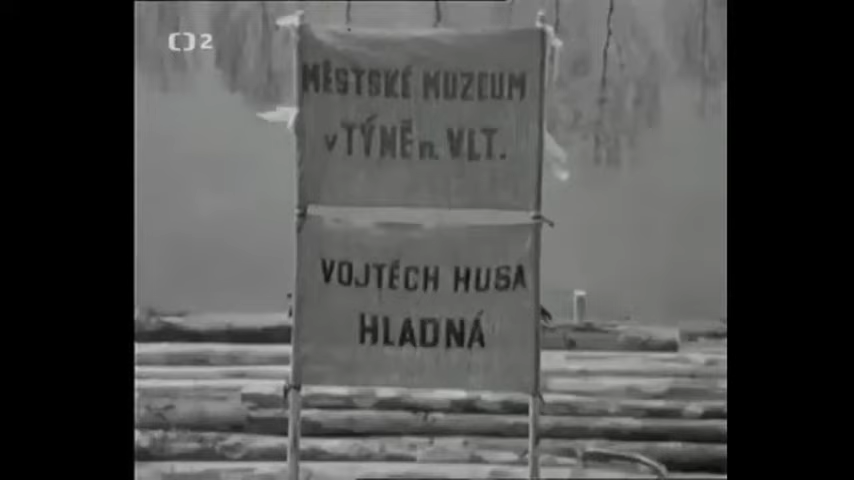 ČT2
MĚSTSKÉ MUZEUM
v TÝNĚ n. VLT.
VOJTĚCH HUSA
HLADNÁ